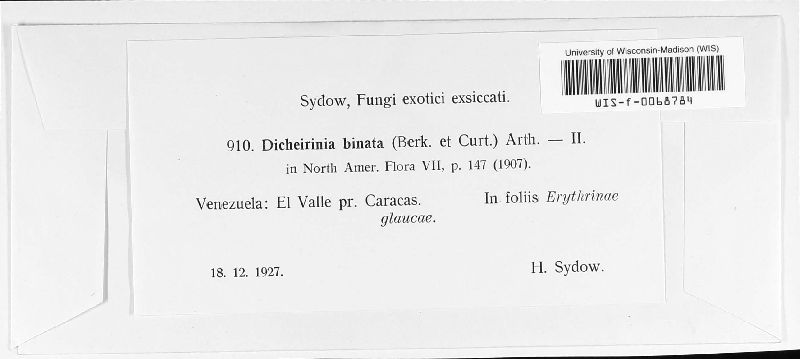 University of Wisconsin-Madison (WIS)
WIS-f-0068784
Sydow, Fungi exotici exsiccati.
910. Dicheirinia binata (Berk. et Curt.) Arth. — II.
in North Amer. Flora VII, p. 147 (1907).
Venezuela: El Valle pr. Caracas. In foliis Erythrinae
glaucae.
18. 12. 1927. H. Sydow.